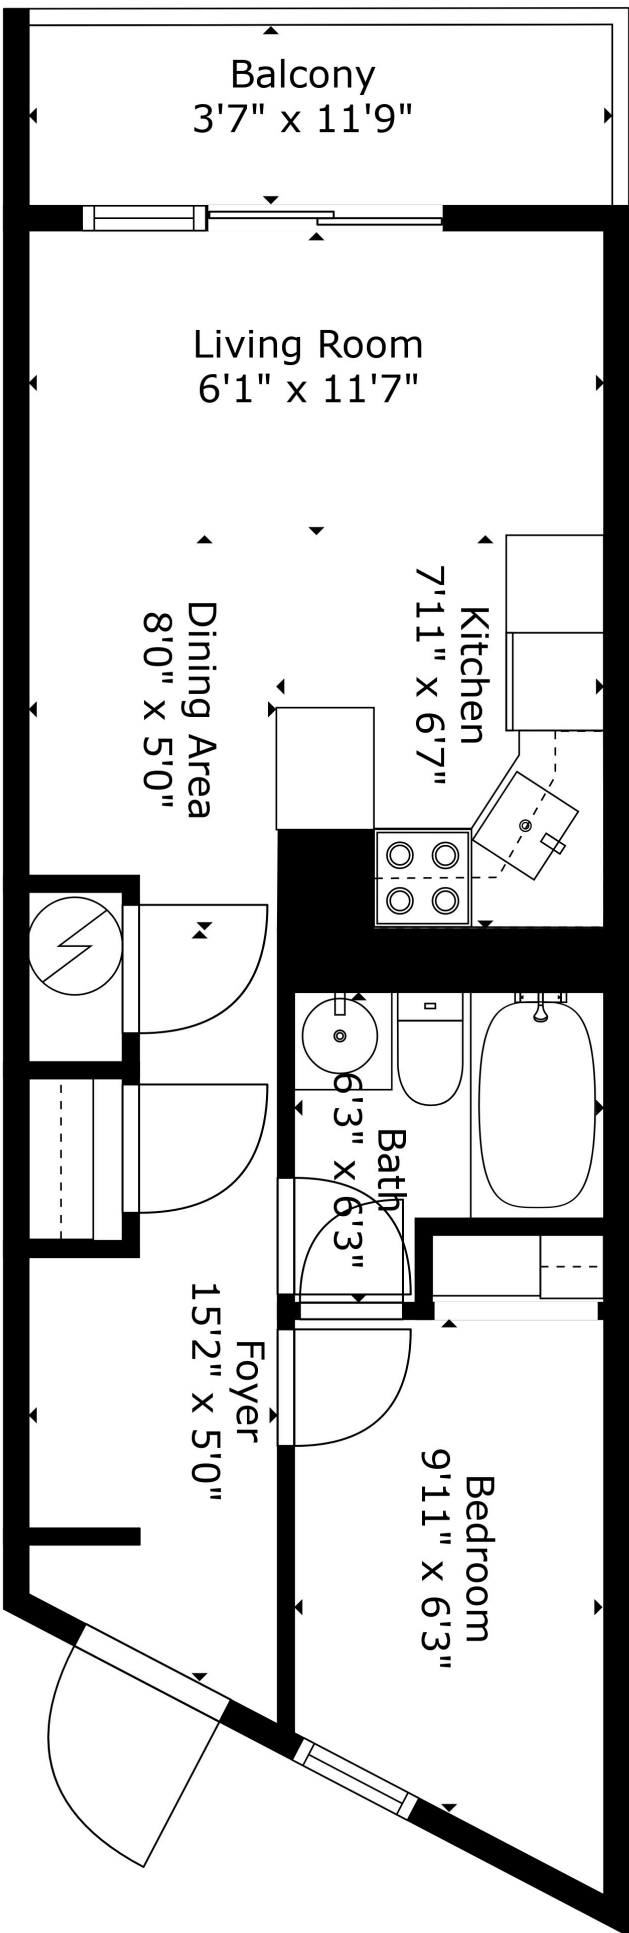 Balcony
3'7" x 11'9"
Living Room
6'1" x 11'7"
Dining Area
8'0" x 5'0"
Kitchen
7'11" x 6'7"
Bath
6'3" x 6'3"
Foyer
15'2" x 5'0"
Bedroom
9'11" x 6'3"